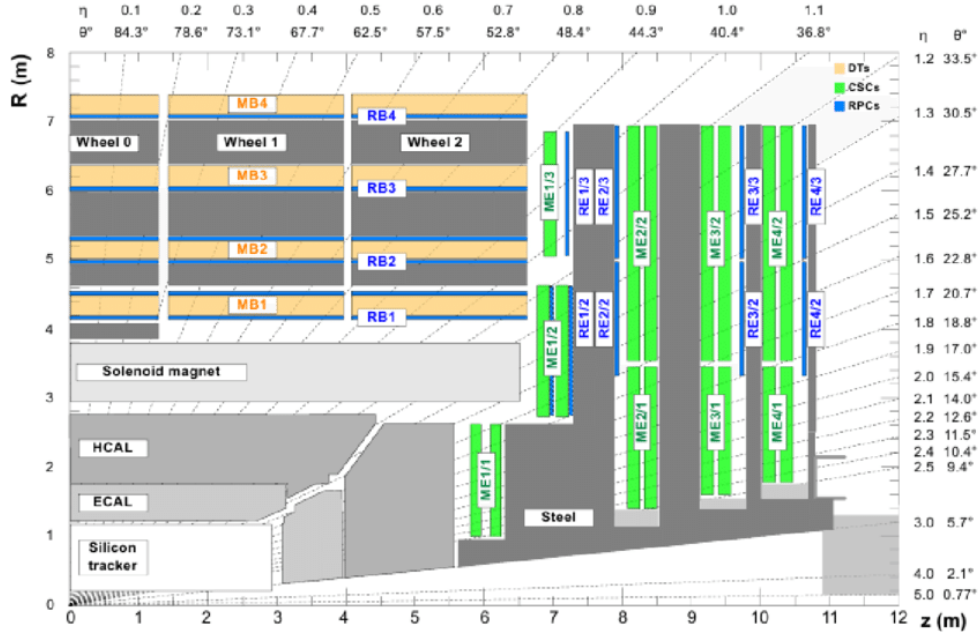 η 0.1 0.2 0.3 0.4 0.5 0.6 0.7 0.8 0.9 1.0 1.1
θ° 84.3° 78.6° 73.1° 67.7° 62.5° 57.5° 52.8° 48.4° 44.3° 40.4° 36.8° η θ°
R (m)
8
7
6
5
4
3
2
1
0
1.2 33.5°
1.3 30.5°
1.4 27.7°
1.5 25.2°
1.6 22.8°
1.7 20.7°
1.8 18.8°
1.9 17.0°
2.0 15.4°
2.1 14.0°
2.2 12.6°
2.3 11.5°
2.4 10.4°
2.5 9.4°
3.0 5.7°
4.0 2.1°
5.0 0.77°
DTs
CSCs
RPCs
MB4
RB4
Wheel 0
Wheel 1
Wheel 2
MB3
RB3
MB2
RB2
MB1
RB1
Solenoid magnet
HCAL
ECAL
Silicon
tracker
Steel
ME1/3
RE1/3
RE2/3
ME2/2
ME3/2
RE3/3
ME4/2
RE4/3
ME1/2
RE1/2
RE2/2
RE3/2
RE4/2
ME1/1
ME2/1
ME3/1
ME4/1
0 1 2 3 4 5 6 7 8 9 10 11 12
z (m)